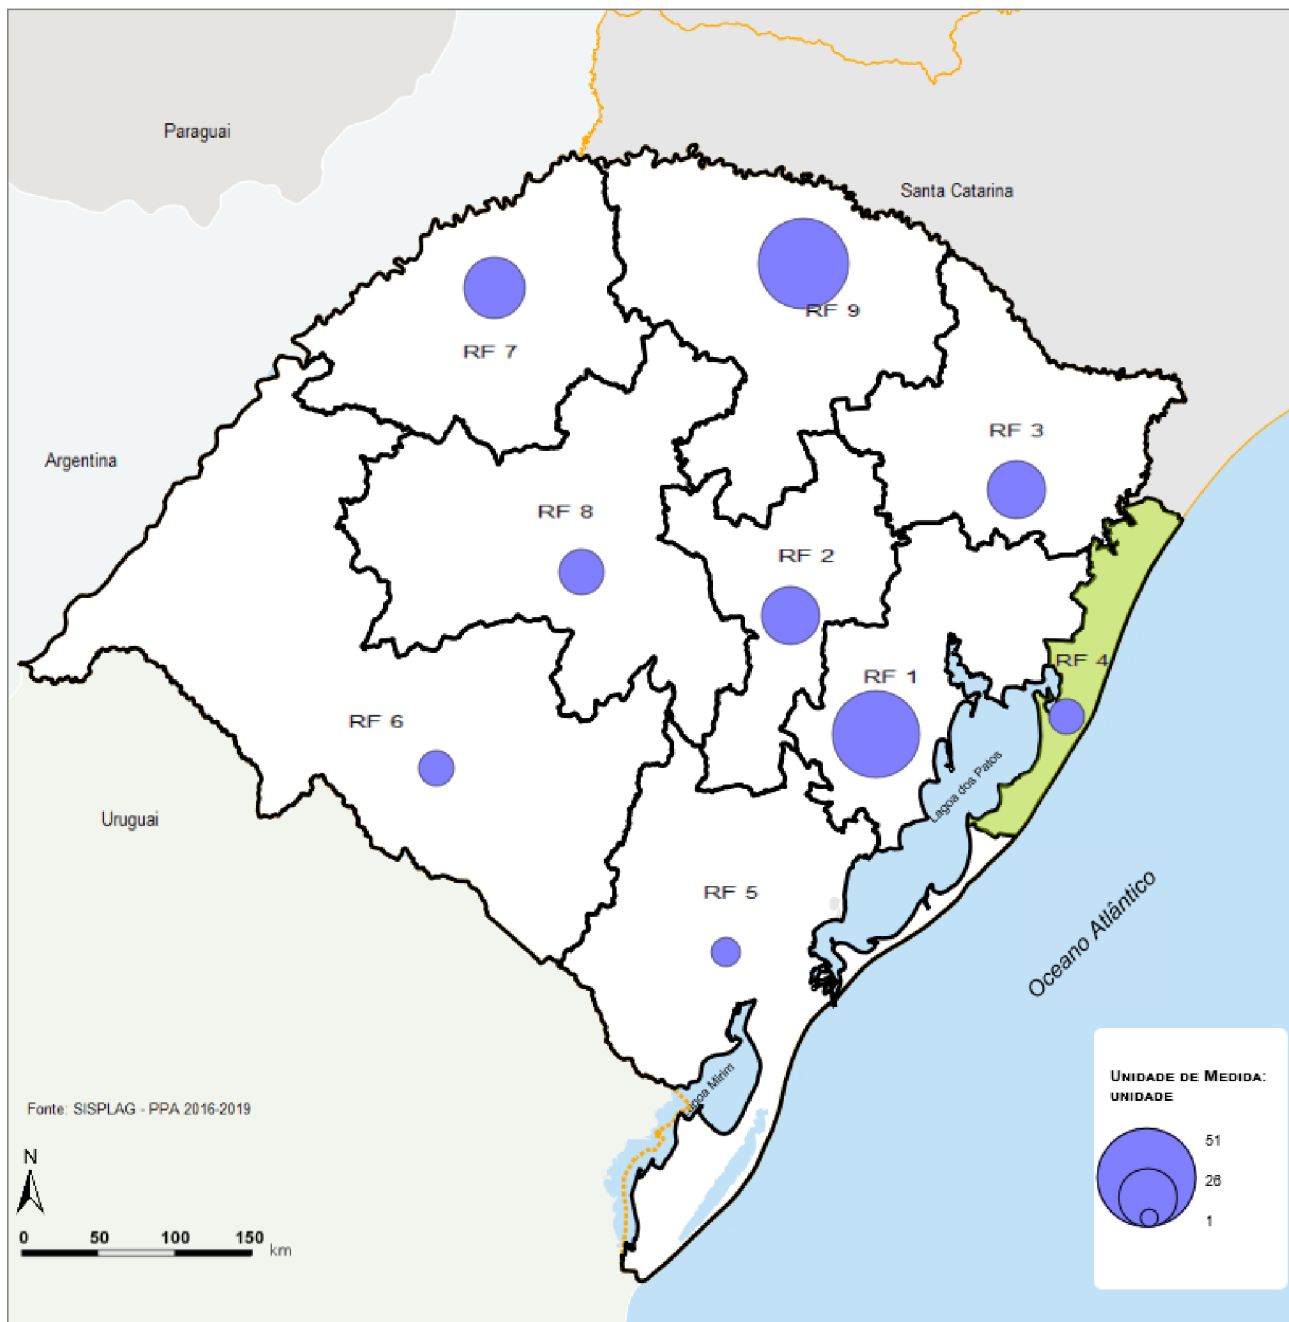 Paraguai
Santa Catarina
RF 9
RF 7
RF 3
Argentina
RF 8
RF 2
RF 4
RF 1
RF 6
Lagoa dos Patos
Uruguai
RF 5
Oceano Atlântico
Lagoa Mirim
Fonte: SISPLAG - PPA 2016-2019
N
0 50 100 150
km
UNIDADE DE MEDIDA:
UNIDADE
51
26
1